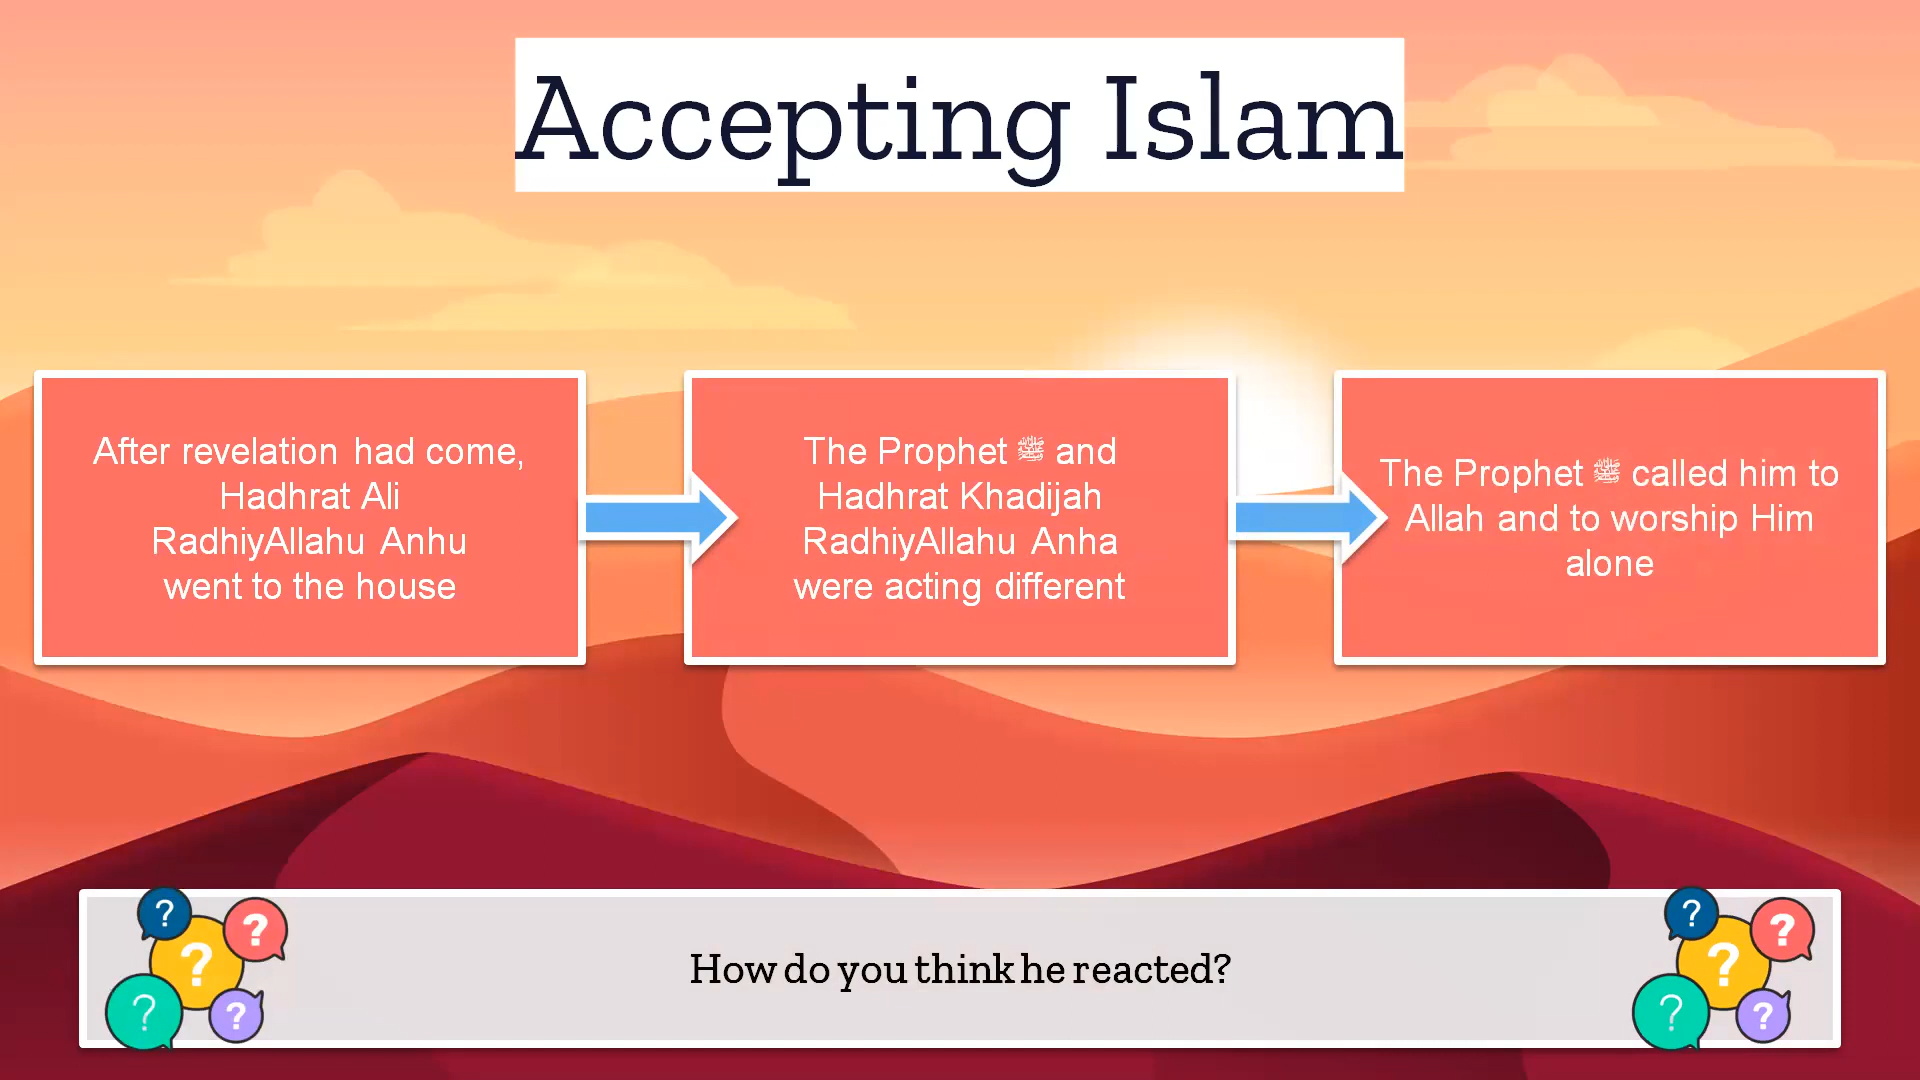 Accepting Islam
After revelation had come,
Hadhrat Ali
RadhiyAllahu Anhu
went to the house
The Prophet ﷺ and
Hadhrat Khadijah
RadhiyAllahu Anha
were acting different
The Prophet ﷺ called him to
Allah and to worship Him
alone
?
?
?
?
?
How do you think he reacted?
?
?
?
?
?